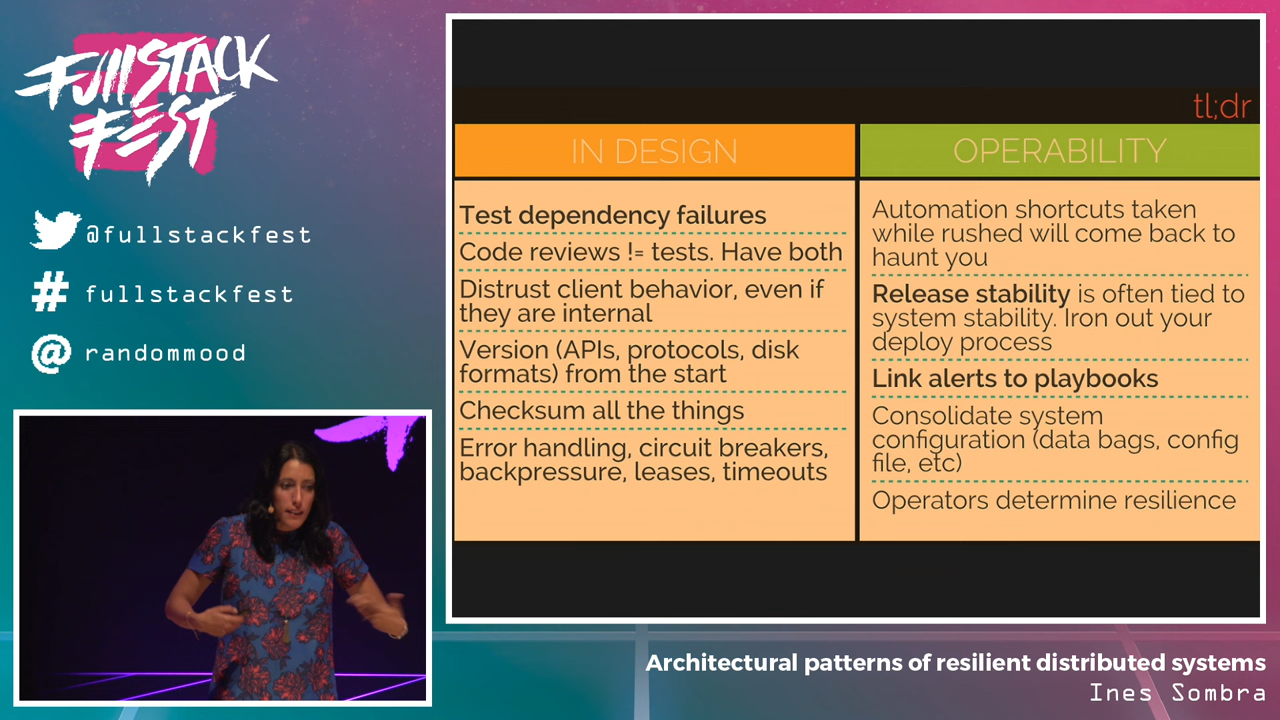 FullStack
Fest
@fullstackfest
# fullstackfest
@ randommood
tl;dr
IN DESIGN
Test dependency failures
Code reviews != tests. Have both
Distrust client behavior, even if
they are internal
Version (APIs, protocols, disk
formats) from the start
Checksum all the things
Error handling, circuit breakers,
backpressure, leases, timeouts
OPERABILITY
Automation shortcuts taken
while rushed will come back to
haunt you
Release stability is often tied to
system stability. Iron out your
deploy process
Link alerts to playbooks
Consolidate system
configuration (data bags, config
file, etc)
Operators determine resilience
Architectural patterns of resilient distributed systems
Ines Sombra